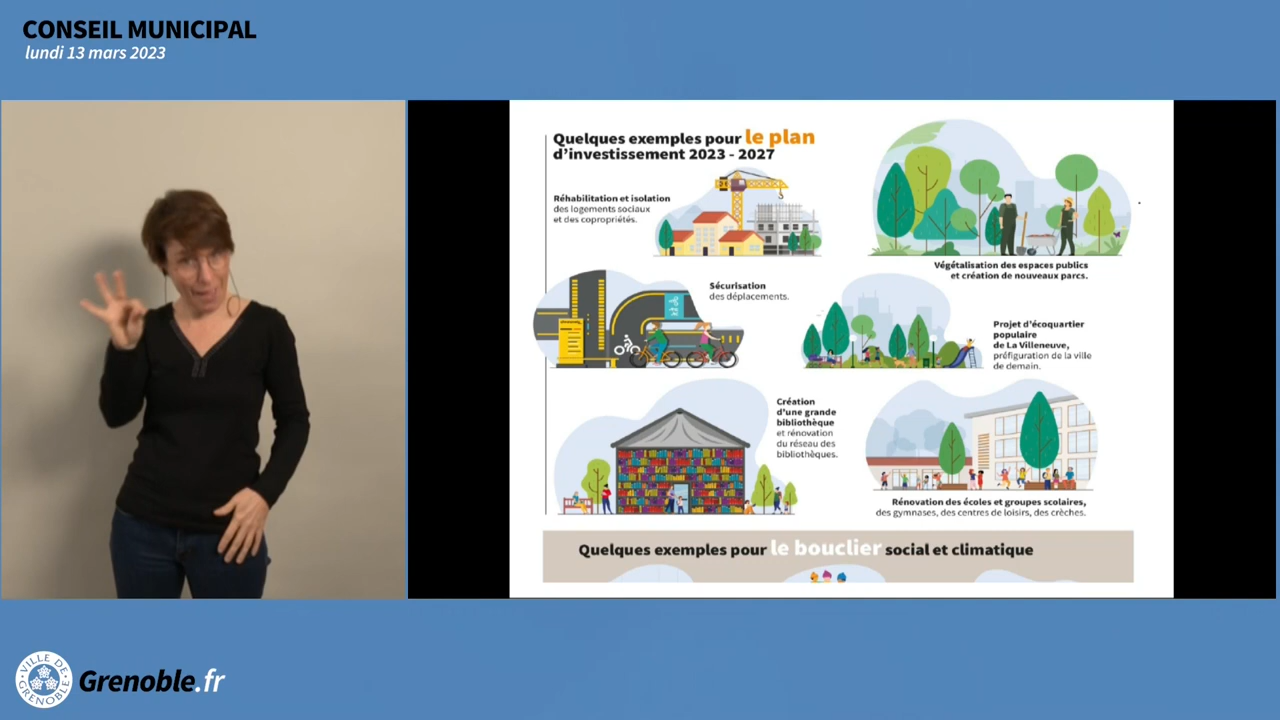 CONSEIL MUNICIPAL
lundi 13 mars 2023
Quelques exemples pour le plan
d'investissement 2023 - 2027
Réhabilitation et isolation
des logements sociaux
et des copropriétés.
Végétalisation des espaces publics
et création de nouveaux parcs.
Sécurisation
des déplacements.
Projet d'écoquartier
populaire
de La Villeneuve,
préfiguration de la ville
de demain.
Création
d'une grande
bibliothèque
et rénovation
du réseau des
bibliothèques.
Rénovation des écoles et groupes scolaires,
des gymnases, des centres de loisirs, des crèches.
Quelques exemples pour le bouclier social et climatique
VILLE DE
GRENOBLE
Grenoble.fr